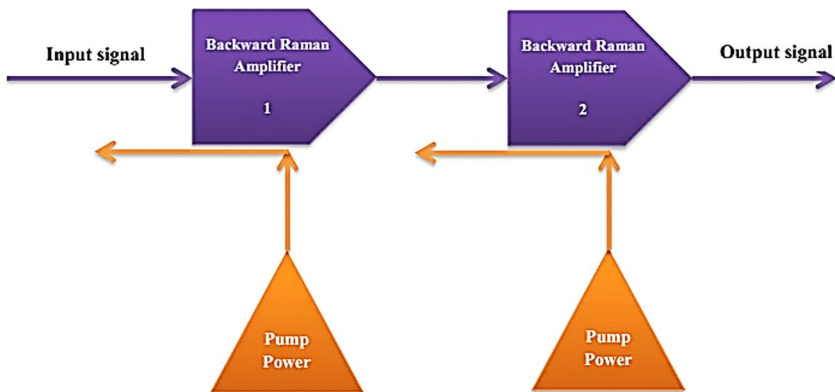 Input signal
Backward Raman
Amplifier
1
Backward Raman
Amplifier
2
Output signal
Pump
Power
Pump
Power